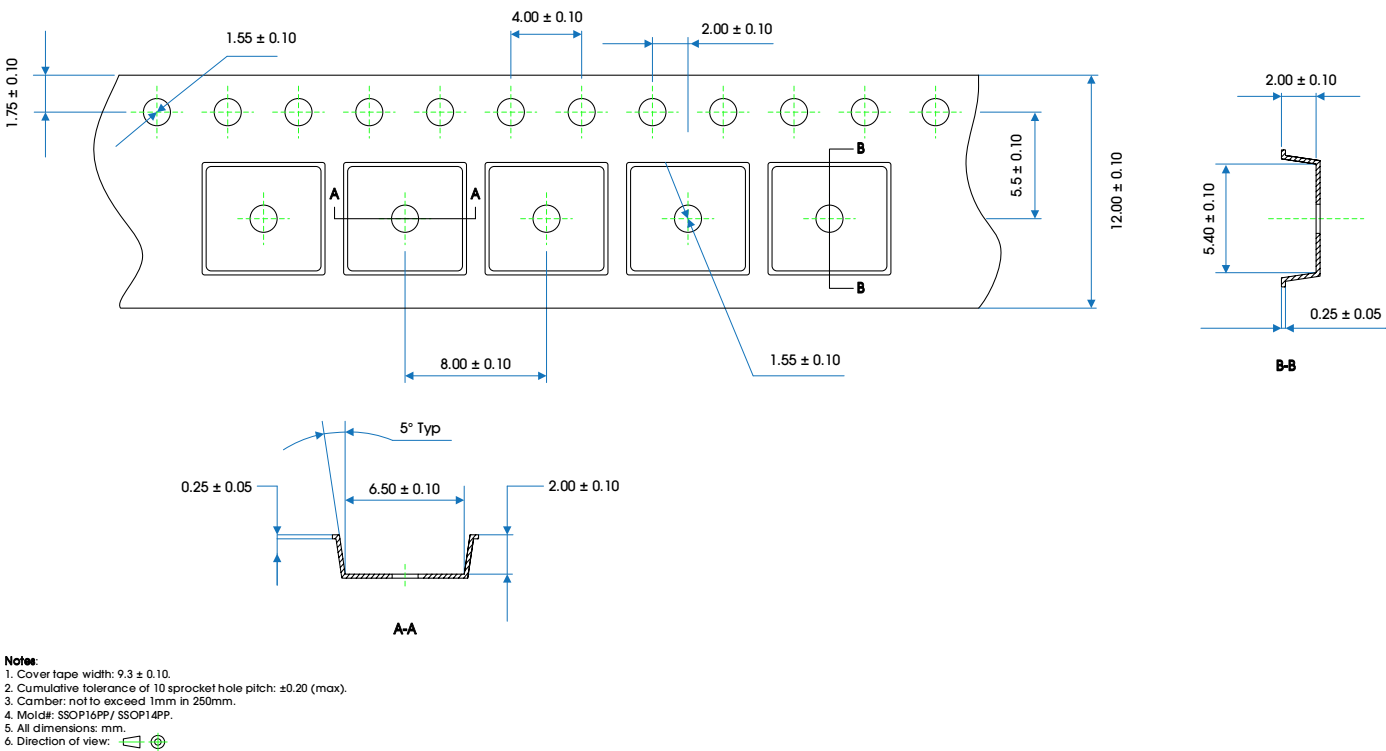 4.00 ± 0.10
1.55 ± 0.10
2.00 ± 0.10
1.75 ± 0.10
2.00 ± 0.10
B
A A
5.5 ± 0.10
12.00 ± 0.10
5.40 ± 0.10
B
0.25 ± 0.05
8.00 ± 0.10
1.55 ± 0.10
B-B
5° Typ
0.25 ± 0.05
6.50 ± 0.10
2.00 ± 0.10
A-A
Notes:
1. Cover tape width: 9.3 ± 0.10.
2. Cumulative tolerance of 10 sprocket hole pitch: ±0.20 (max).
3. Camber: not to exceed 1mm in 250mm.
4. Mold#: SSOP16PP/ SSOP14PP.
5. All dimensions: mm.
6. Direction of view: